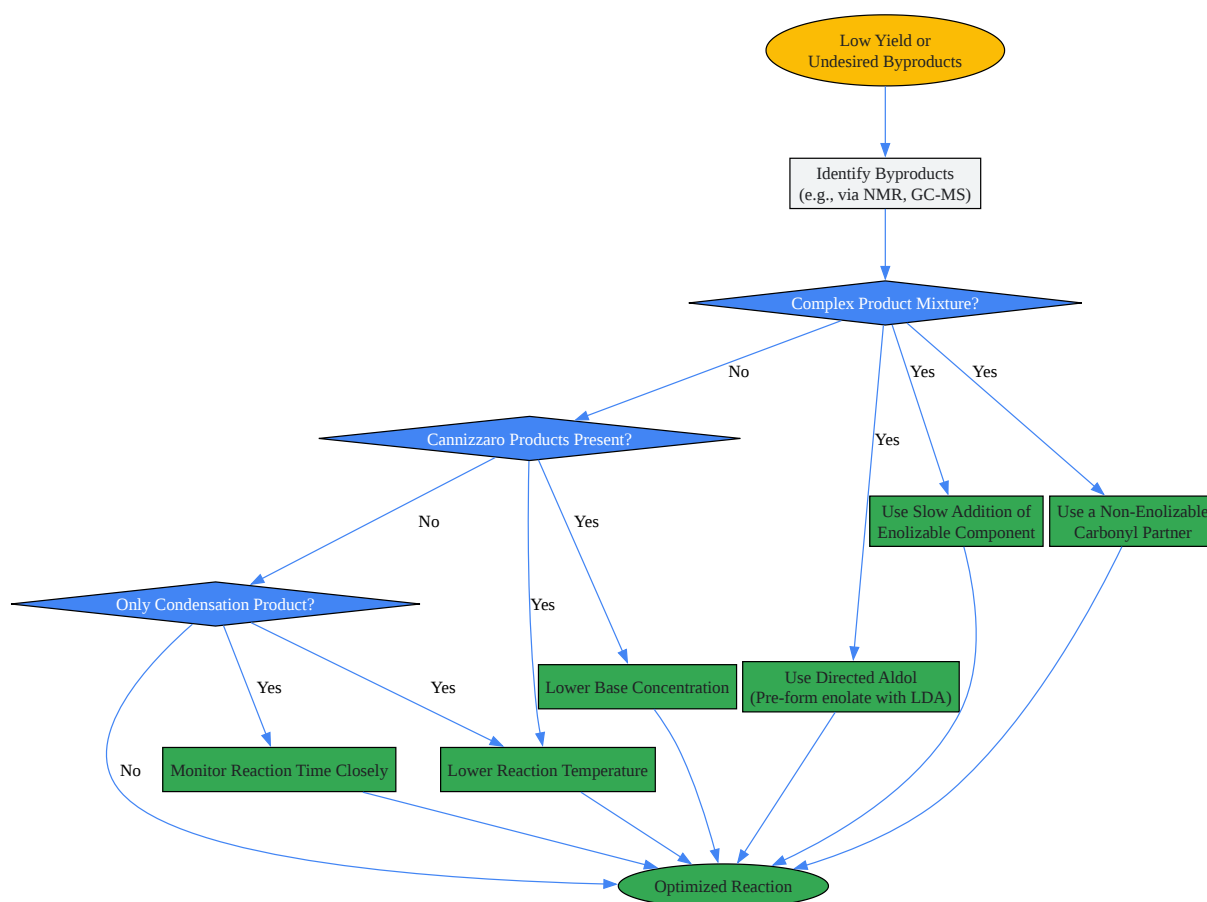 Low Yield or
Undesired Byproducts
Identify Byproducts
(e.g., via NMR, GC-MS)
Complex Product Mixture?
No
Yes
Yes
Yes
Cannizzaro Products Present?
No
Yes
Yes
Use Slow Addition of
Enolizable Component
Use a Non-Enolizable
Carbonyl Partner
Only Condensation Product?
Yes
Yes
No
Lower Base Concentration
Use Directed Aldol
(Pre-form enolate with LDA)
Monitor Reaction Time Closely
Lower Reaction Temperature
Optimized Reaction